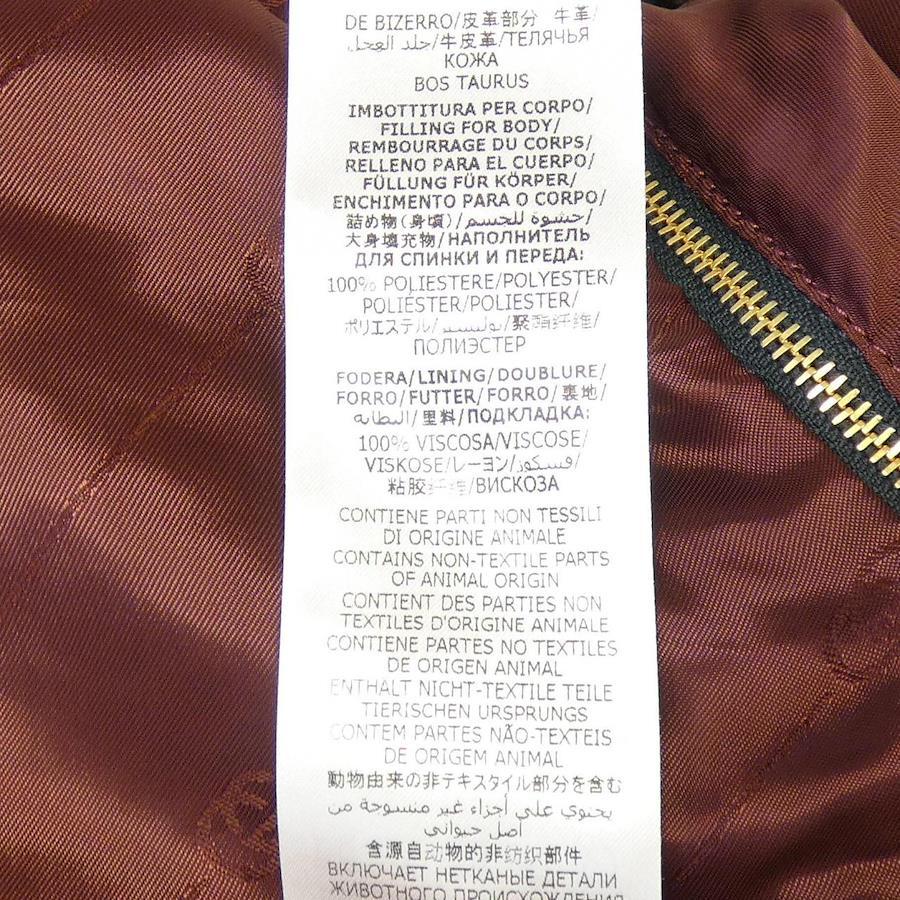 DE BIZERRO/皮革部分 牛革/
جلد العجل/牛皮革/ТЕЛЯЧЬЯ
КОЖА
BOS TAURUS
IMBOTTITURA PER CORPO/
FILLING FOR BODY/
REMBOURRAGE DU CORPS/
RELLENO PARA EL CUERPO/
FÜLLUNG FÜR KÖRPER/
ENCHIMENTO PARA O CORPO/
詰め物(身頃)/حشوة للجسم/
大身填充物/НАПОЛНИТЕЛЬ
ДЛЯ СПИНКИ И ПЕРЕДА:
100% POLIESTERE/POLYESTER/
POLIÉSTER/POLIESTER/
ポリエステル/بوليستر/聚酯纤维/
ПОЛИЭСТЕР
FODERA/LINING/DOUBLURE/
FORRO/FUTTER/FORRO/裏地/
البطانة/里料/ПОДКЛАДКА:
100% VISCOSA/VISCOSE/
VISKOSE/レーヨン/فسكوز/
粘胶纤维/ВИСКОЗА
CONTIENE PARTI NON TESSILI
DI ORIGINE ANIMALE
CONTAINS NON-TEXTILE PARTS
OF ANIMAL ORIGIN
CONTIENT DES PARTIES NON
TEXTILES D'ORIGINE ANIMALE
CONTIENE PARTES NO TEXTILES
DE ORIGEN ANIMAL
ENTHALT NICHT-TEXTILE TEILE
TIERISCHEN URSPRUNGS
CONTEM PARTES NÃO-TEXTEIS
DE ORIGEM ANIMAL
動物由来の非テキスタイル部分を含む
يحتوي علي أجزاء غير منسوجة من
أصل حيواني
含源自动物的非纺织部件
ВКЛЮЧАЕТ НЕТКАНЫЕ ДЕТАЛИ
ЖИВОТНОГО ПРОИСХОЖДЕНИЯ